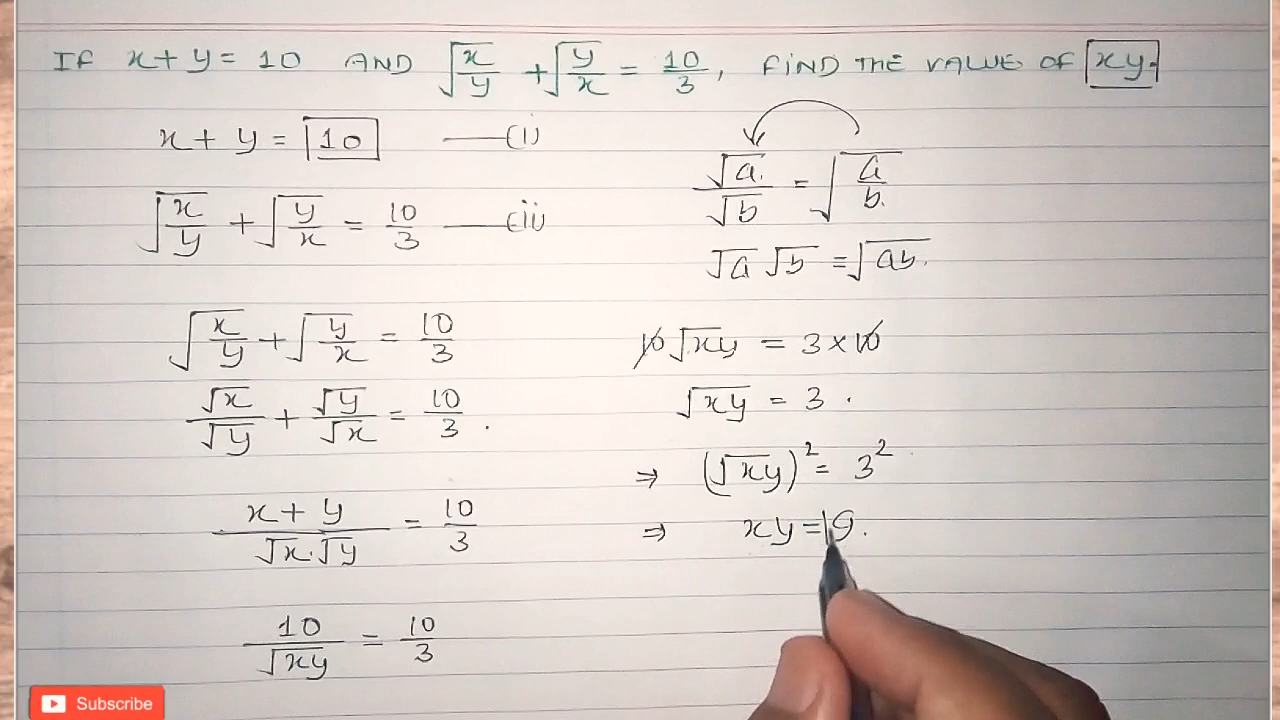 IF x + y = 10 AND √(x/y) + √(y/x) = 10/3, FIND THE VALUE OF xy.
x + y = 10 ——(i)
√(x/y) + √(y/x) = 10/3 ——(ii)
√(x/y) + √(y/x) = 10/3
√x/√y + √y/√x = 10/3.
(x + y)/(√x.√y) = 10/3
10/√xy = 10/3
√a/√b = √(a/b)
√a √b = √ab.
10√xy = 3 × 10
√xy = 3.
⇒ (√xy)² = 3²
⇒ xy = 9.
Subscribe